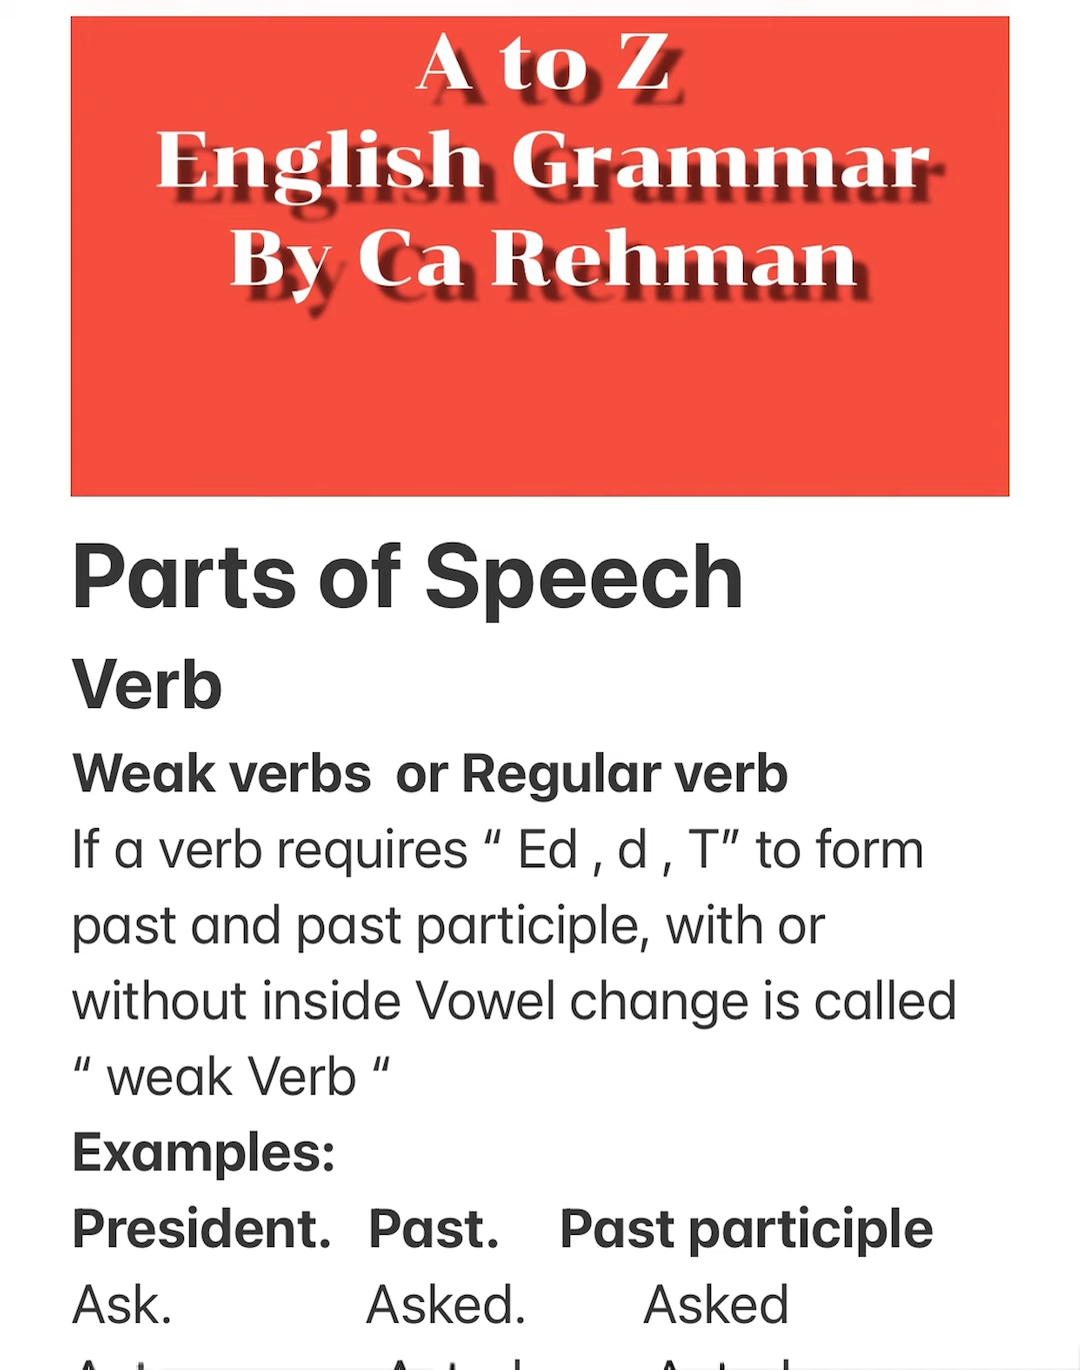 A to Z
English Grammar
By Ca Rehman
Parts of Speech
Verb
Weak verbs  or Regular verb
If a verb requires “ Ed , d , T” to form
past and past participle, with or
without inside Vowel change is called
“ weak Verb “
Examples:
President.   Past.    Past participle
Ask.    Asked.    Asked